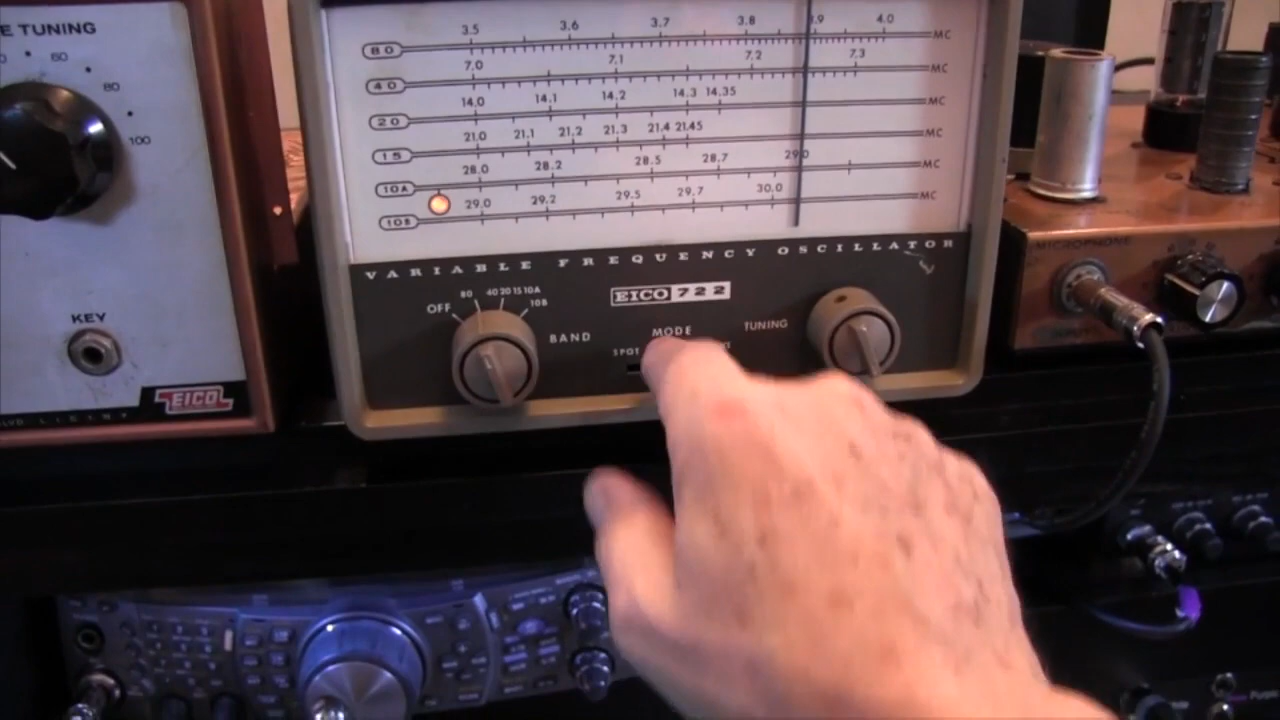 E TUNING
60
80
100
KEY
EICO
3.5 3.6 3.7 3.8 3.9 4.0
80 MC
7.0 7.1 7.2 7.3
40 MC
14.0 14.1 14.2 14.3 14.35
20 MC
21.0 21.1 21.2 21.3 21.4 21.45
15 MC
28.0 28.2 28.5 28.7 29.0
10A MC
29.0 29.2 29.5 29.7 30.0
10B MC
VARIABLE FREQUENCY OSCILLATOR
EICO 722
OFF 80 40 20 15 10A 10B
BAND
MODE
SPOT
TUNING
MICROPHONE